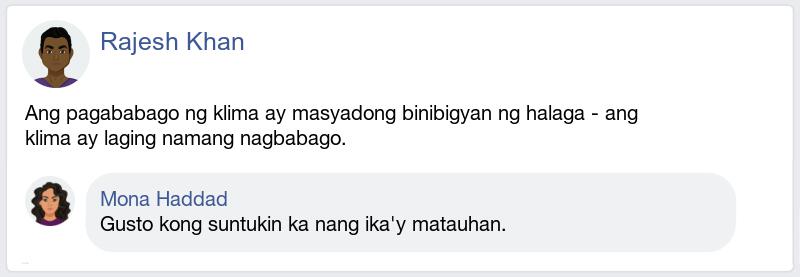 Rajesh Khan
Ang pagababago ng klima ay masyadong binibigyan ng halaga - ang
klima ay laging namang nagbabago.
Mona Haddad
Gusto kong suntukin ka nang ika'y matauhan.